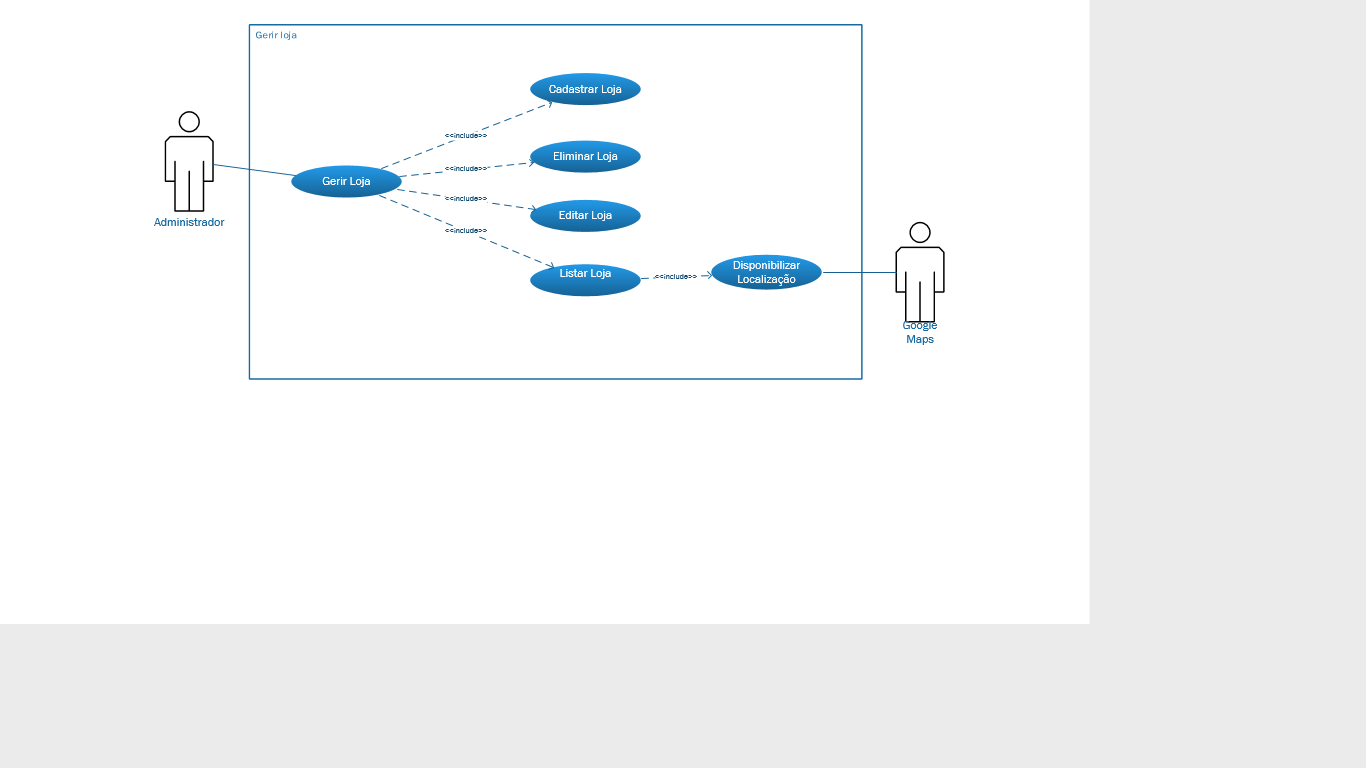 Gerir loja
Cadastrar Loja
<<include>>
Eliminar Loja
<<include>>
Gerir Loja
<<include>>
Editar Loja
Administrador
<<include>>
Listar Loja
<<include>>
Disponibilizar
Localização
Google
Maps